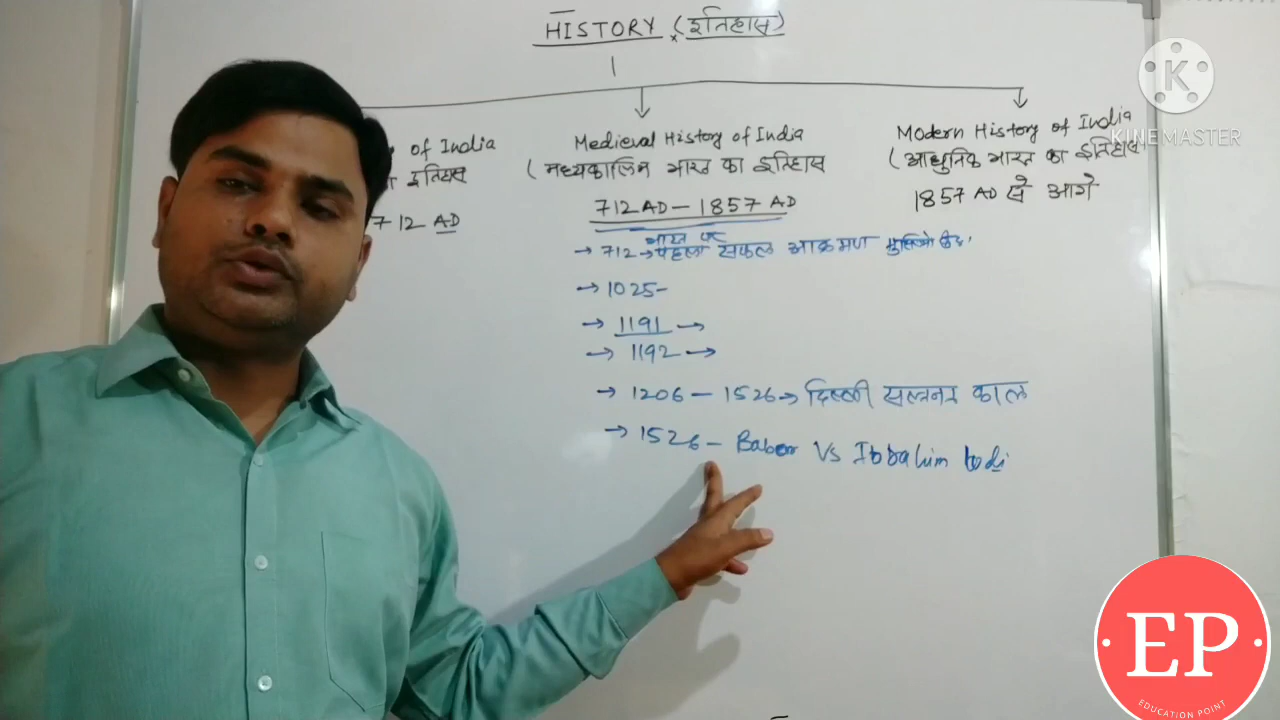 HISTORY (इतिहास)
of India
इतिहास
712 AD
Medieval History of India
(मध्यकालिन भारत का इतिहास
712 AD - 1857 AD
→ 712 → पहला सफल आक्रमण
भारत पर
→ 1025-
→ 1191 →
→ 1192 →
→ 1206 - 1526 → दिल्ली सल्तनत काल
→ 1526 - Baber Vs Ibrahim lodi
Modern History of India
(आधुनिक भारत का इतिहास
1857 AD से आगे
K
KINEMASTER
EP
EDUCATION POINT